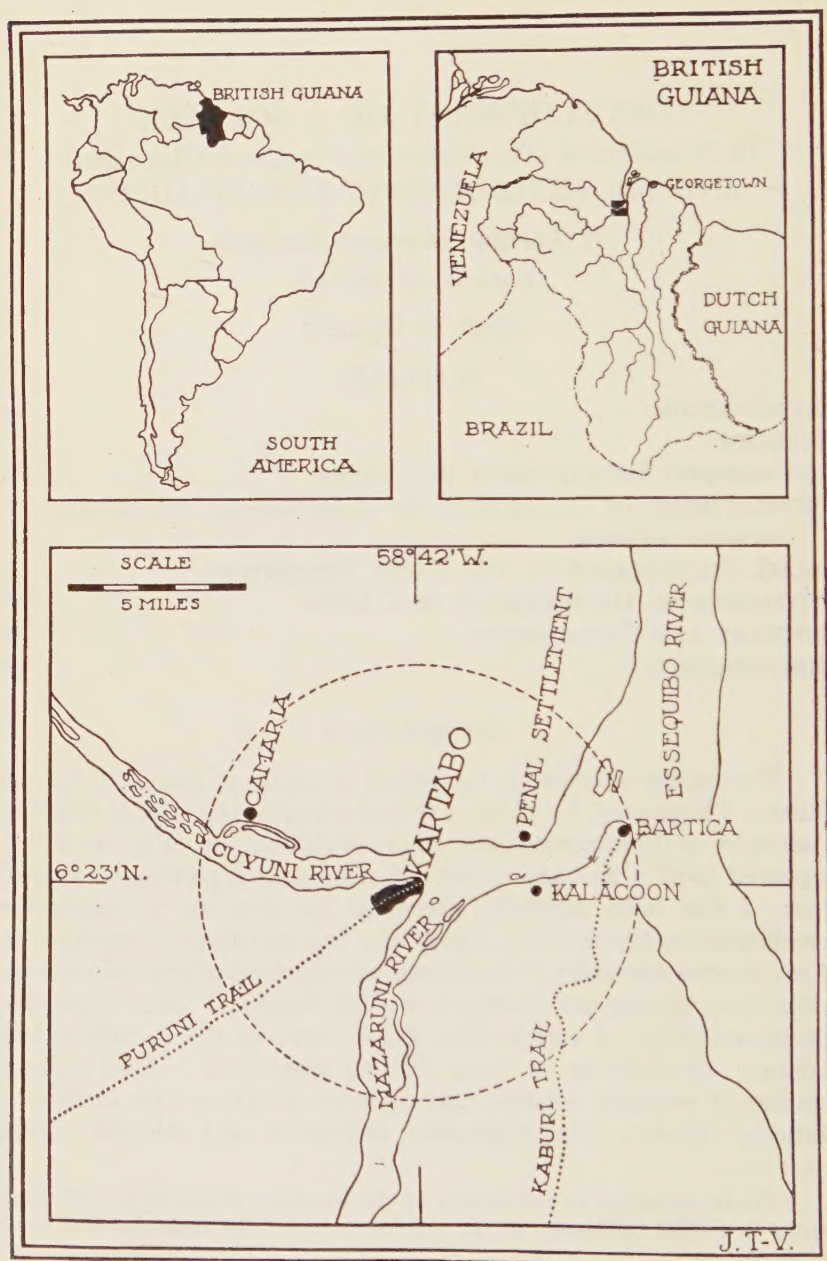 BRITISH GUIANA
SOUTH
AMERICA
BRITISH
GUIANA
GEORGETOWN
VENEZUELA
DUTCH
GUIANA
BRAZIL
SCALE
5 MILES
58°42'W.
PENAL SETTLEMENT
ESSEQUIBO RIVER
CAMARIA
KARTABO
BARTICA
CUYUNI RIVER
6°23'N.
KALACOON
MAZARUNI RIVER
PURUNI TRAIL
KABURI TRAIL
J.T-V.